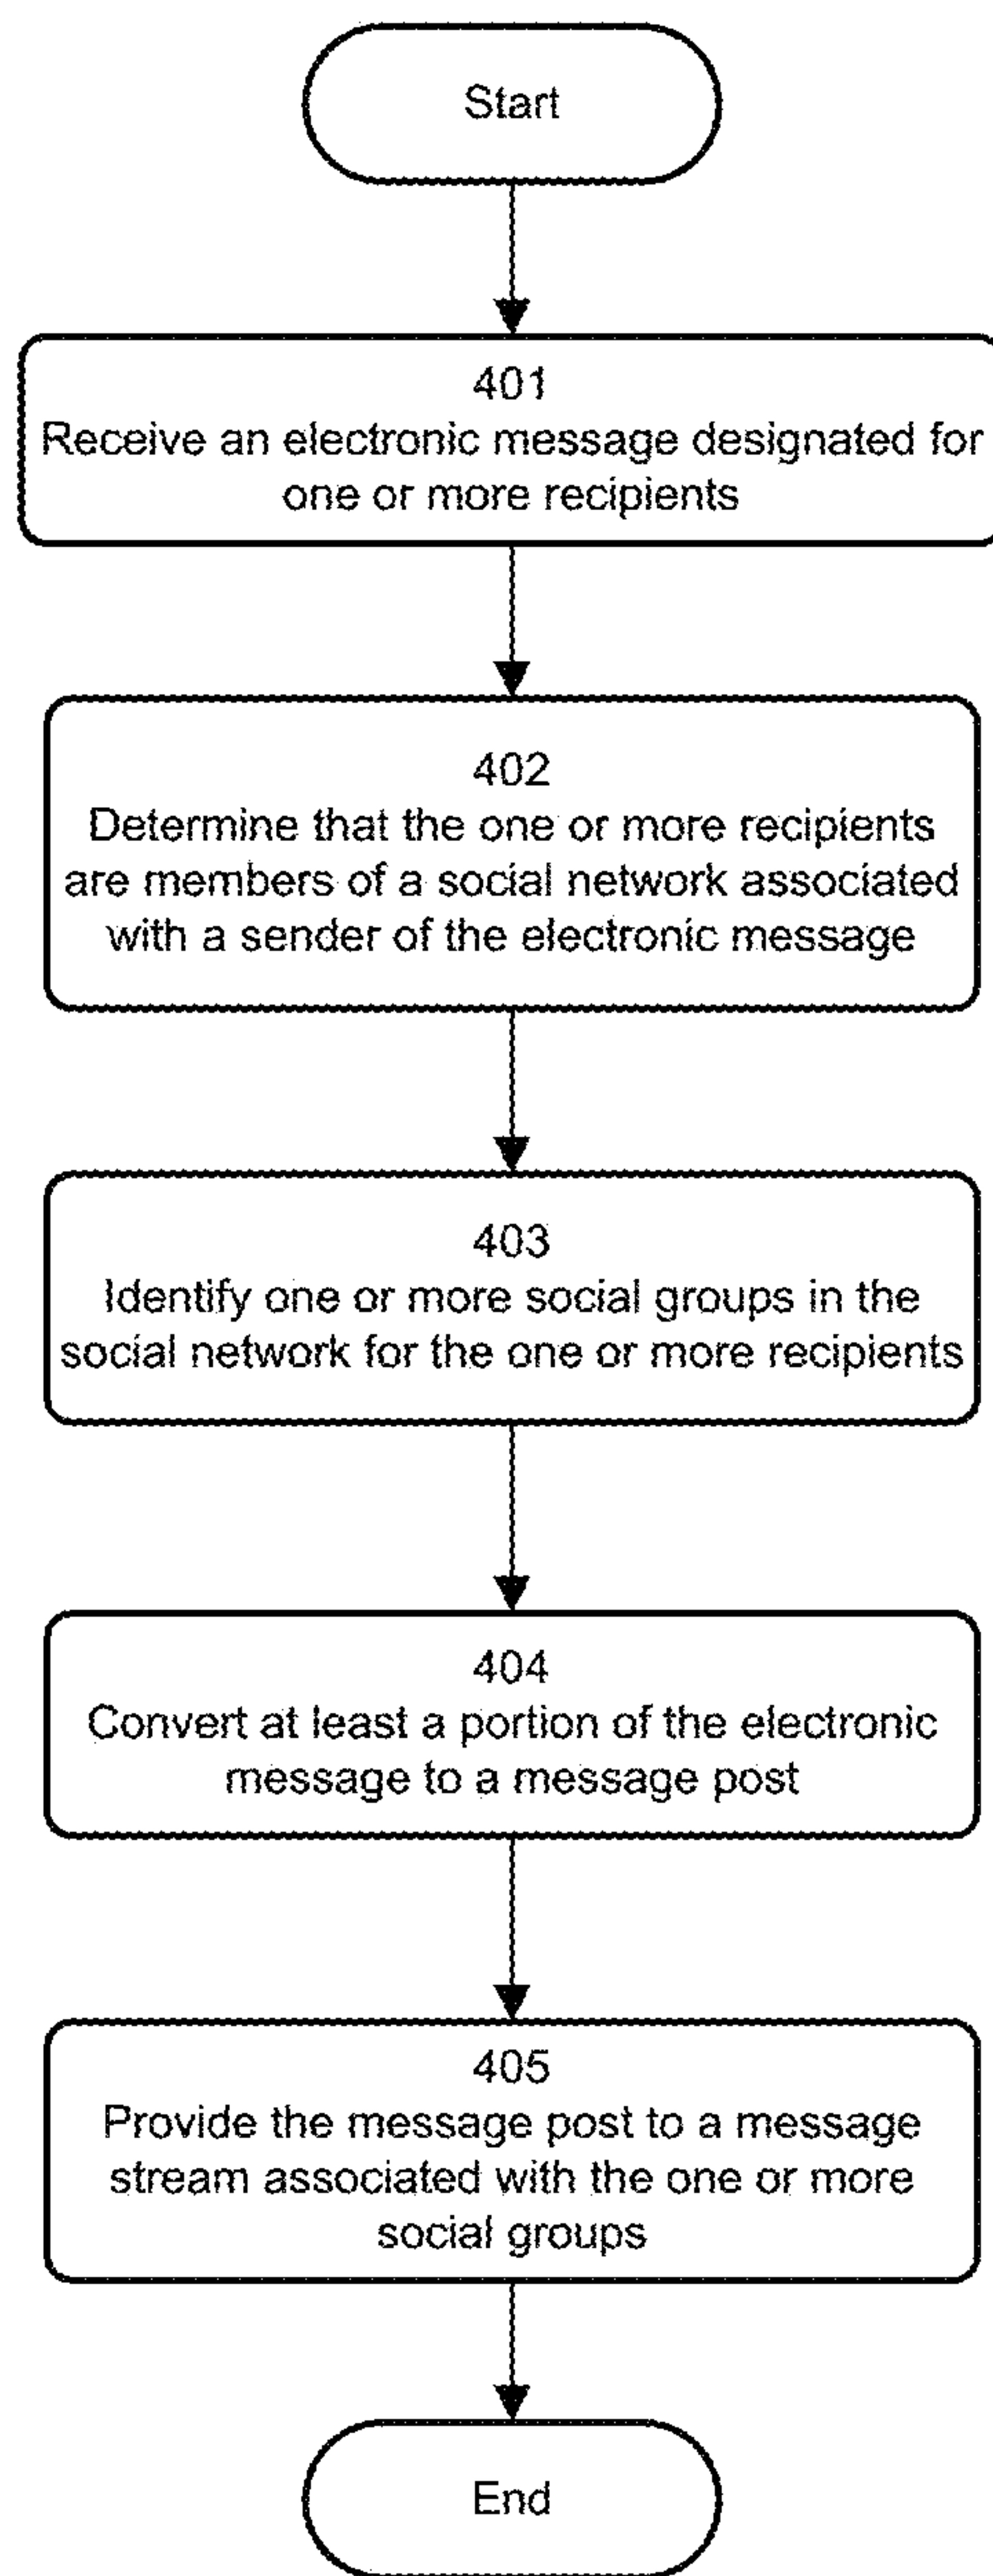 Start
401
Receive an electronic message designated for
one or more recipients
402
Determine that the one or more recipients
are members of a social network associated
with a sender of the electronic message
403
Identify one or more social groups in the
social network for the one or more recipients
404
Convert at least a portion of the electronic
message to a message post
405
Provide the message post to a message
stream associated with the one or more
social groups
End